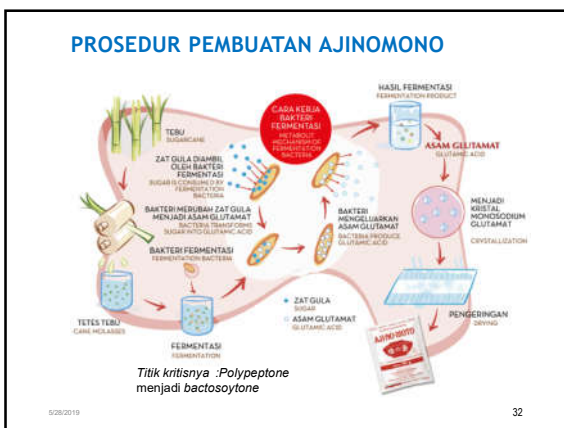 PROSEDUR PEMBUATAN AJINOMONO
TEBU
SUGARCANE
ZAT GULA DIAMBIL
OLEH BAKTERI
FERMENTASI
SUGAR IS CONSUMED BY
FERMENTATION
BACTERIA
BAKTERI MERUBAH ZAT GULA
MENJADI ASAM GLUTAMAT
BACTERIA TRANSFORMS
SUGAR INTO GLUTAMIC ACID
BAKTERI FERMENTASI
FERMENTATION BACTERIA
TETES TEBU
CANE MOLASSES
FERMENTASI
FERMENTATION
CARA KERJA
BAKTERI
FERMENTASI
METABOLIT
MECHANISM OF
FERMENTATION
BACTERIA
BAKTERI
MENGELUARKAN
ASAM GLUTAMAT
BACTERIA PRODUCE
GLUTAMIC ACID
ZAT GULA
SUGAR
ASAM GLUTAMAT
GLUTAMIC ACID
HASIL FERMENTASI
FERMENTATION PRODUCT
ASAM GLUTAMAT
GLUTAMIC ACID
MENJADI
KRISTAL
MONOSODIUM
GLUTAMAT
CRYSTALLIZATION
PENGERINGAN
DRYING
AJI-NO-MOTO
Titik kritisnya :Polypeptone
menjadi bactosoytone
5/28/2019
32